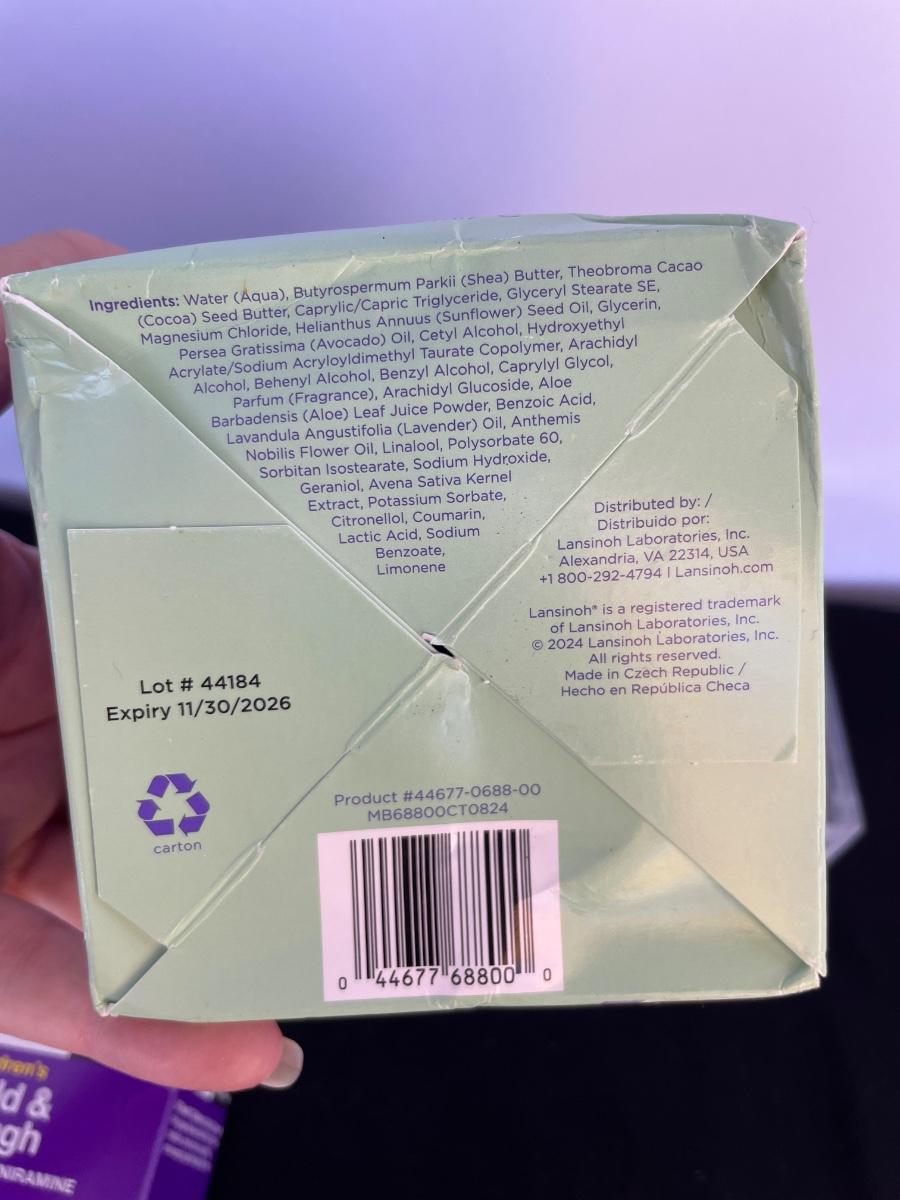 Ingredients: Water (Aqua), Butyrospermum Parkii (Shea) Butter, Theobroma Cacao
(Cocoa) Seed Butter, Caprylic/Capric Triglyceride, Glyceryl Stearate SE,
Magnesium Chloride, Helianthus Annuus (Sunflower) Seed Oil, Glycerin,
Persea Gratissima (Avocado) Oil, Cetyl Alcohol, Hydroxyethyl
Acrylate/Sodium Acryloyldimethyl Taurate Copolymer, Arachidyl
Alcohol, Behenyl Alcohol, Benzyl Alcohol, Caprylyl Glycol,
Parfum (Fragrance), Arachidyl Glucoside, Aloe
Barbadensis (Aloe) Leaf Juice Powder, Benzoic Acid,
Lavandula Angustifolia (Lavender) Oil, Anthemis
Nobilis Flower Oil, Linalool, Polysorbate 60,
Sorbitan Isostearate, Sodium Hydroxide,
Geraniol, Avena Sativa Kernel
Extract, Potassium Sorbate,
Citronellol, Coumarin,
Lactic Acid, Sodium
Benzoate,
Limonene
Distributed by: /
Distribuido por:
Lansinoh Laboratories, Inc.
Alexandria, VA 22314, USA
+1 800-292-4794 | Lansinoh.com
Lansinoh® is a registered trademark
of Lansinoh Laboratories, Inc.
© 2024 Lansinoh Laboratories, Inc.
All rights reserved.
Made in Czech Republic /
Hecho en República Checa
Lot # 44184
Expiry 11/30/2026
carton
Product #44677-0688-00
MB68800CT0824
0 44677 68800 0
ld &
gh
NIRAMINE